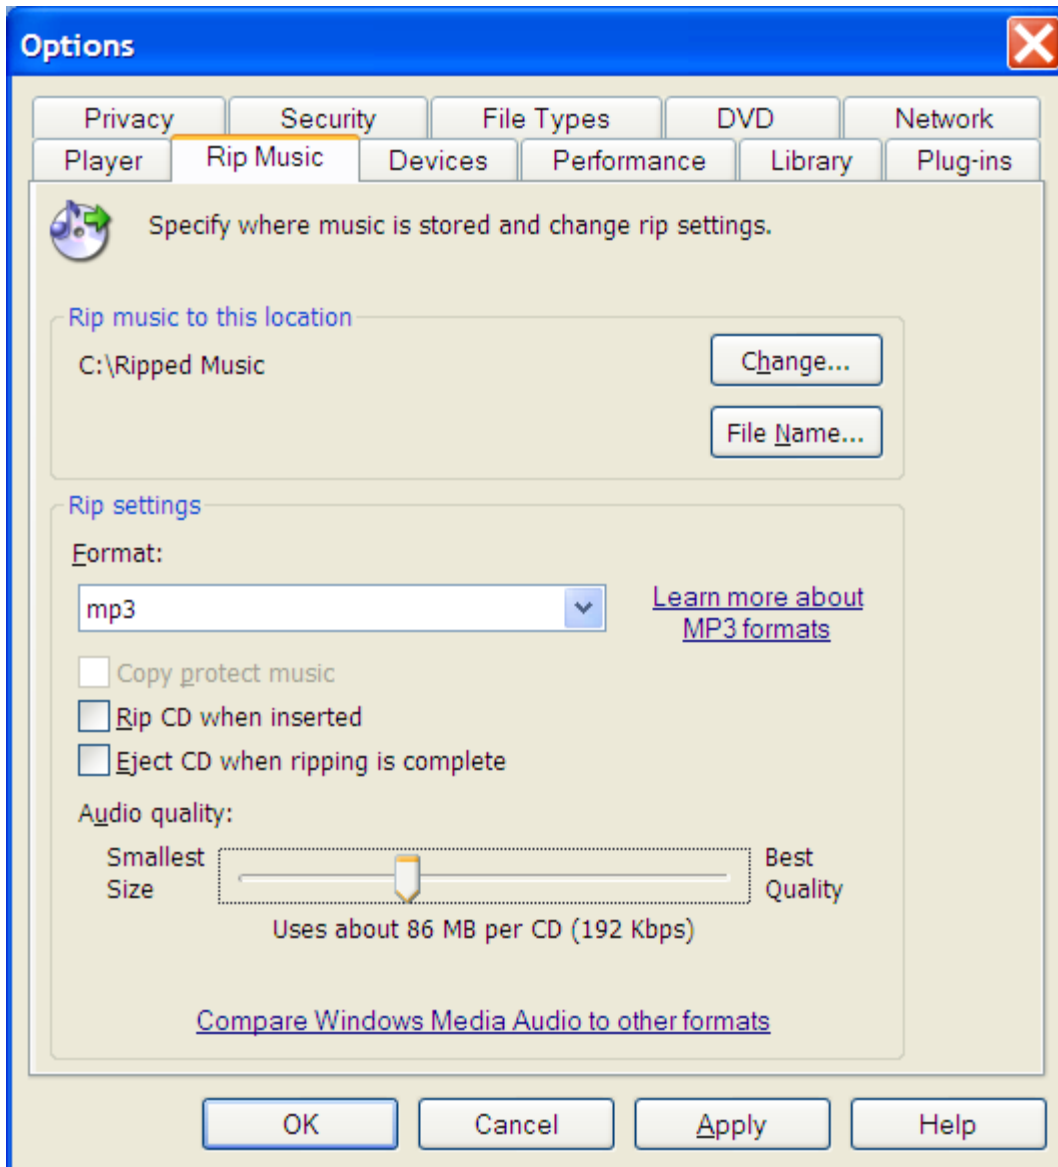 Options
Privacy Security File Types DVD Network
Player Rip Music Devices Performance Library Plug-ins
Specify where music is stored and change rip settings.
Rip music to this location
C:\Ripped Music
Change...
File Name...
Rip settings
Format:
mp3
Learn more about
MP3 formats
Copy protect music
Rip CD when inserted
Eject CD when ripping is complete
Audio quality:
Smallest
Size
Best
Quality
Uses about 86 MB per CD (192 Kbps)
Compare Windows Media Audio to other formats
OK Cancel Apply Help